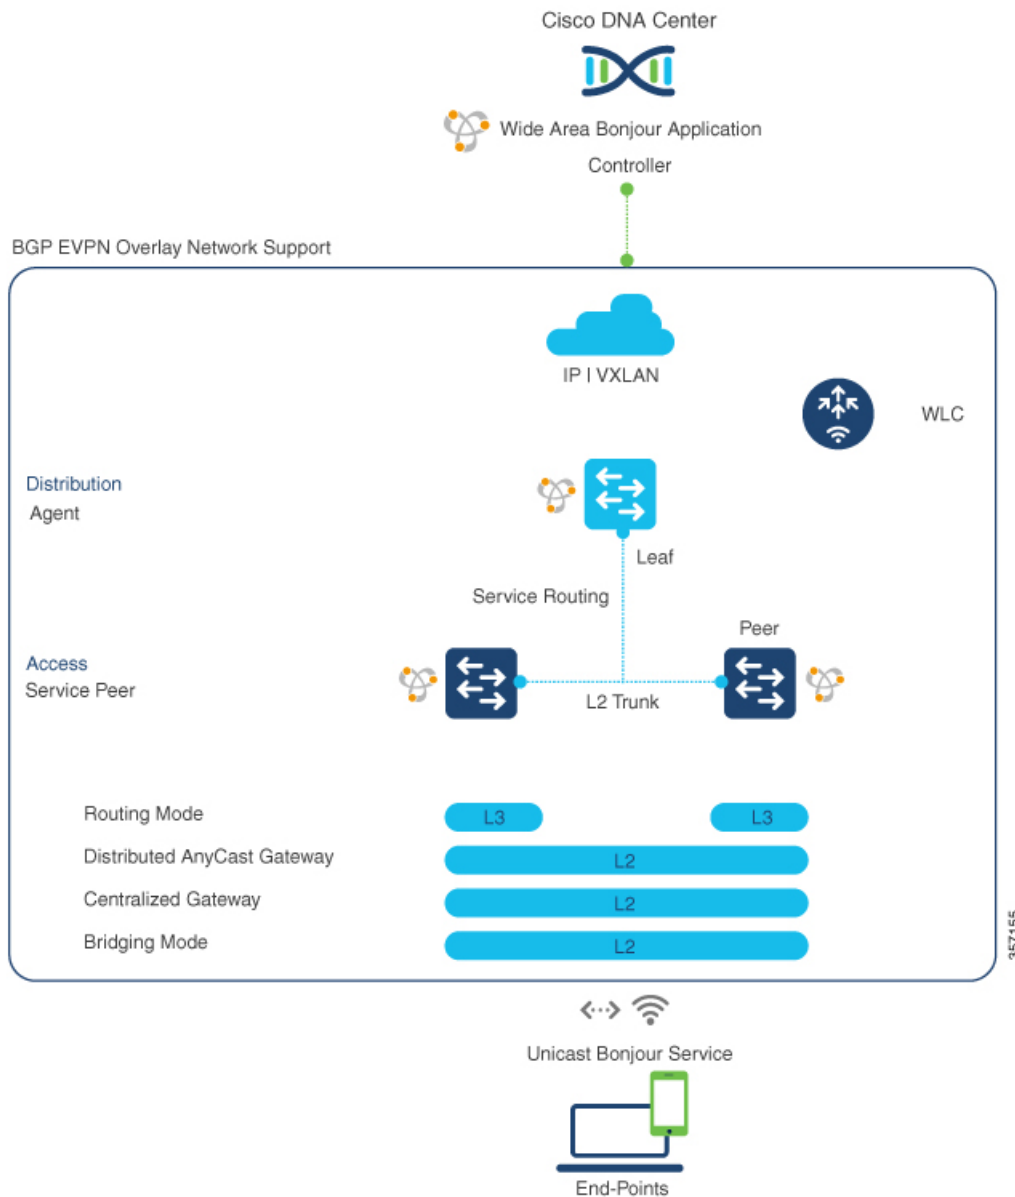 Cisco DNA Center
Wide Area Bonjour Application
Controller
BGP EVPN Overlay Network Support
IP | VXLAN
WLC
Distribution
Agent
Leaf
Service Routing
Peer
Access
Service Peer
L2 Trunk
Routing Mode
L3
L3
Distributed AnyCast Gateway
L2
Centralized Gateway
L2
Bridging Mode
L2
357155
Unicast Bonjour Service
End-Points